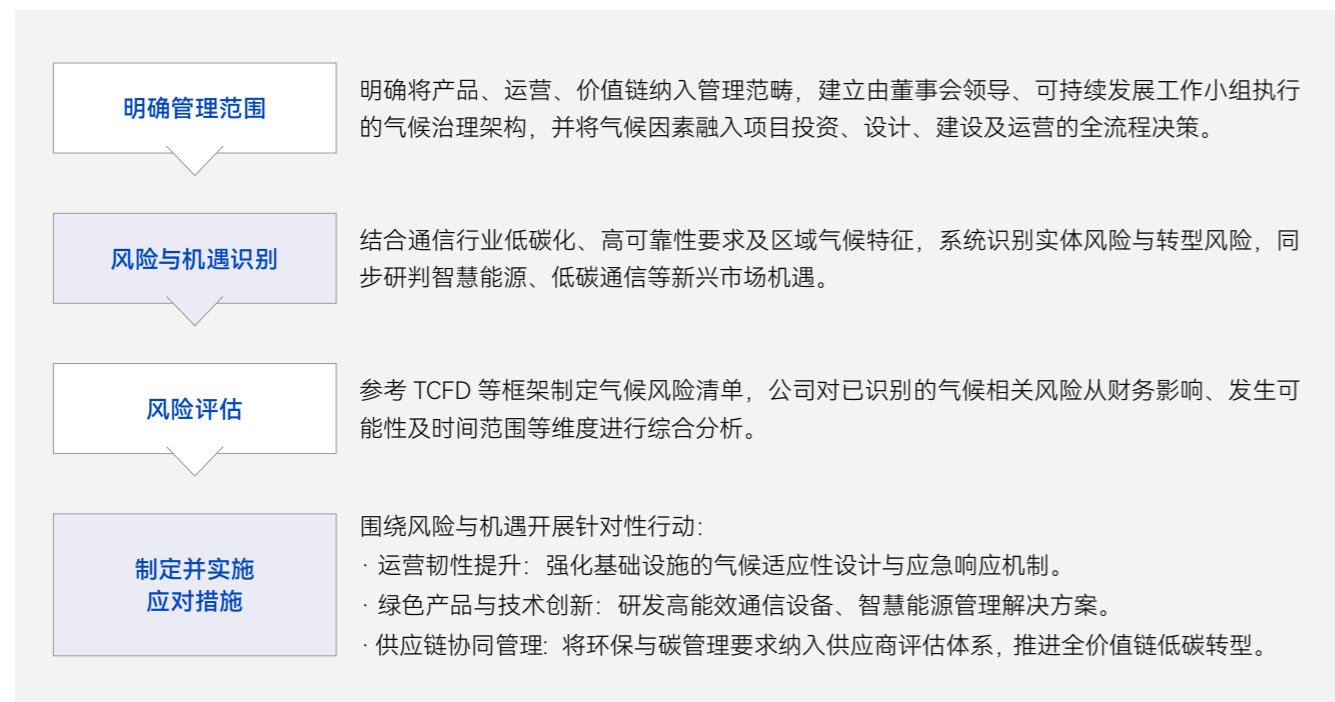 明确管理范围
明确将产品、运营、价值链纳入管理范畴，建立由董事会领导、可持续发展工作小组执行
的气候治理架构，并将气候因素融入项目投资、设计、建设及运营的全流程决策。
风险与机遇识别
结合通信行业低碳化、高可靠性要求及区域气候特征，系统识别实体风险与转型风险，同
步研判智慧能源、低碳通信等新兴市场机遇。
风险评估
参考 TCFD 等框架制定气候风险清单，公司对已识别的气候相关风险从财务影响、发生可
能性及时间范围等维度进行综合分析。
制定并实施
应对措施
围绕风险与机遇开展针对性行动：
· 运营韧性提升：强化基础设施的气候适应性设计与应急响应机制。
· 绿色产品与技术创新：研发高能效通信设备、智慧能源管理解决方案。
· 供应链协同管理：将环保与碳管理要求纳入供应商评估体系，推进全价值链低碳转型。